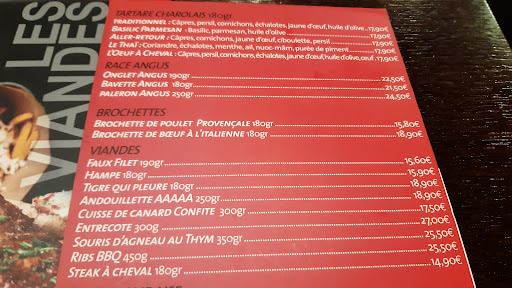 LES
VIANDES
TARTARE CHAROLAIS 180gr
TRADITIONNEL : Câpres, persil, cornichons, échalotes, jaune d'œuf, huile d'olive ... 17,90€
BASILIC PARMESAN : Basilic, parmesan, huile d'olive ... 17,90€
ALLER-RETOUR : Câpres, cornichons, jaune d'œuf, ciboulette, persil ... 17,90€
LE THAÏ : Coriandre, échalotes, menthe, ail, nuoc-mâm, purée de piment ... 17,90€
L'OEUF À CHEVAL : Câpres, persil, cornichons, échalotes, jaune d'œuf, huile d'olive, œuf . 17,90€
RACE ANGUS
ONGLET ANGUS 190gr ... 22,50€
BAVETTE ANGUS 180gr ... 21,50€
PALERON ANGUS 250gr ... 24,50€
BROCHETTES
BROCHETTE DE POULET PROVENÇALE 180gr ... 15,80€
BROCHETTE DE BŒUF À L'ITALIENNE 180gr ... 18,90€
VIANDES
FAUX FILET 190gr ... 15,60€
HAMPE 180gr ... 15,90€
TIGRE QUI PLEURE 180gr ... 18,90€
ANDOUILLETTE AAAAA 250gr ... 18,90€
CUISSE DE CANARD CONFITE 300gr ... 17,50€
ENTRECOTE 300gr ... 27,00€
SOURIS D'AGNEAU AU THYM 350gr ... 25,50€
RIBS BBQ 450g ... 25,50€
STEAK À CHEVAL 180gr ... 14,90€